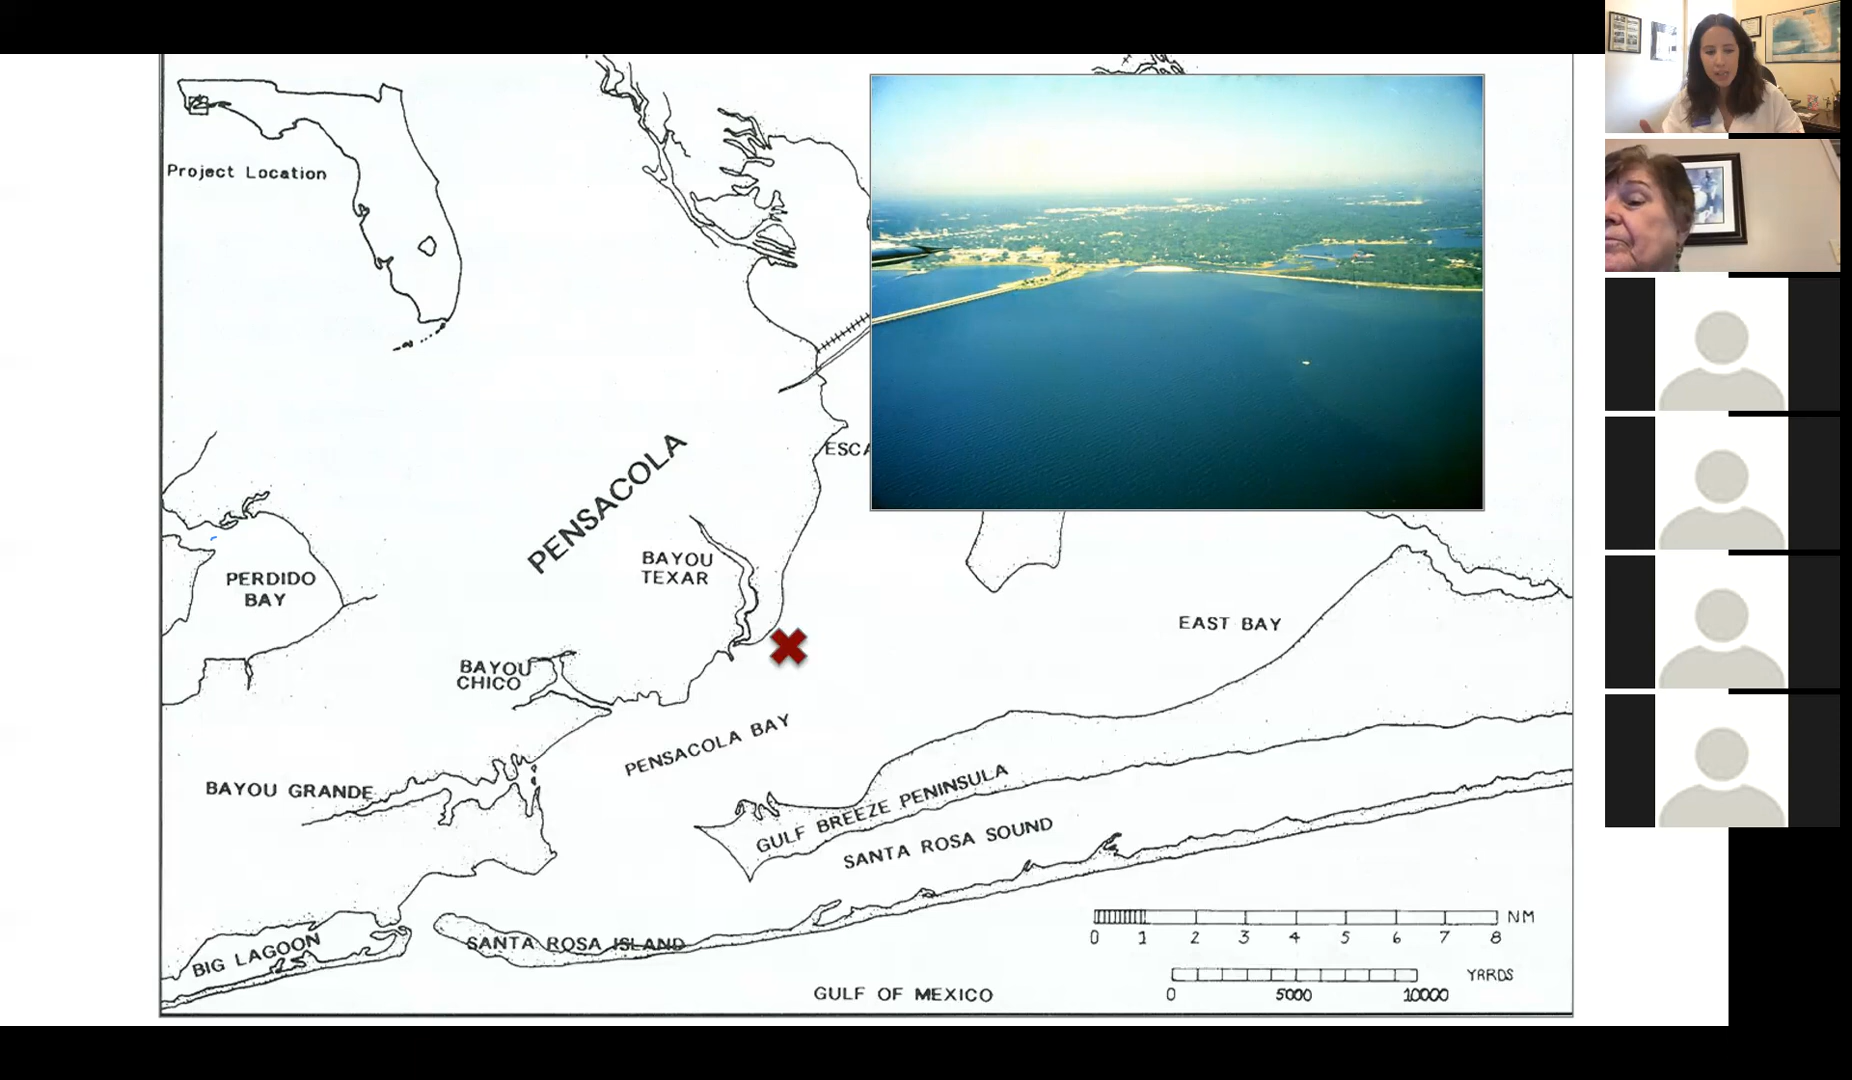 Project Location
PENSACOLA
ESCA
BAYOU
TEXAR
PERDIDO
BAY
EAST BAY
BAYOU
CHICO
PENSACOLA BAY
BAYOU GRANDE
GULF BREEZE PENINSULA
SANTA ROSA SOUND
SANTA ROSA ISLAND
BIG LAGOON
NM
0 1 2 3 4 5 6 7 8
YARDS
0 5000 10000
GULF OF MEXICO